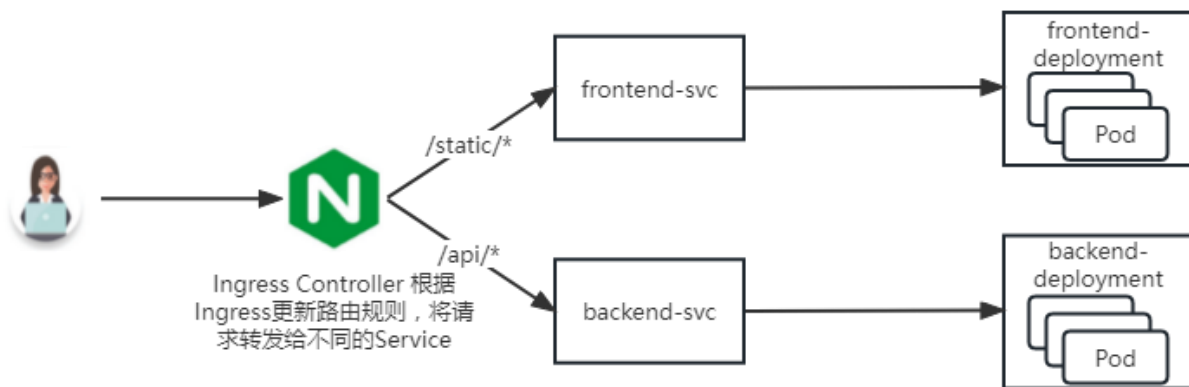 frontend-
deployment
Pod
frontend-svc
/static/*
N
/api/*
Ingress Controller 根据
Ingress更新路由规则，将请
求转发给不同的Service
backend-svc
backend-
deployment
Pod